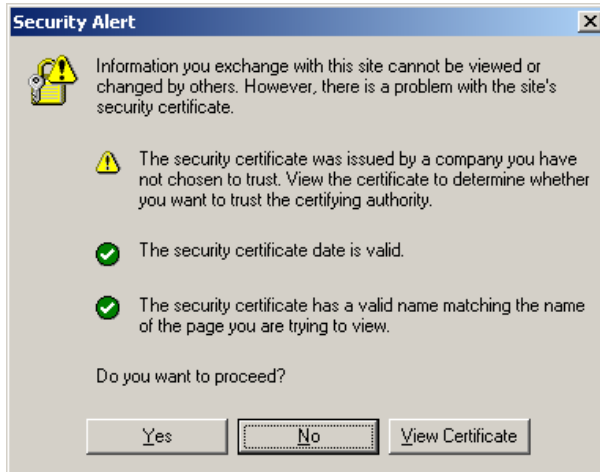 Security Alert
Information you exchange with this site cannot be viewed or
changed by others. However, there is a problem with the site's
security certificate.
The security certificate was issued by a company you have
not chosen to trust. View the certificate to determine whether
you want to trust the certifying authority.
The security certificate date is valid.
The security certificate has a valid name matching the name
of the page you are trying to view.
Do you want to proceed?
Yes No View Certificate